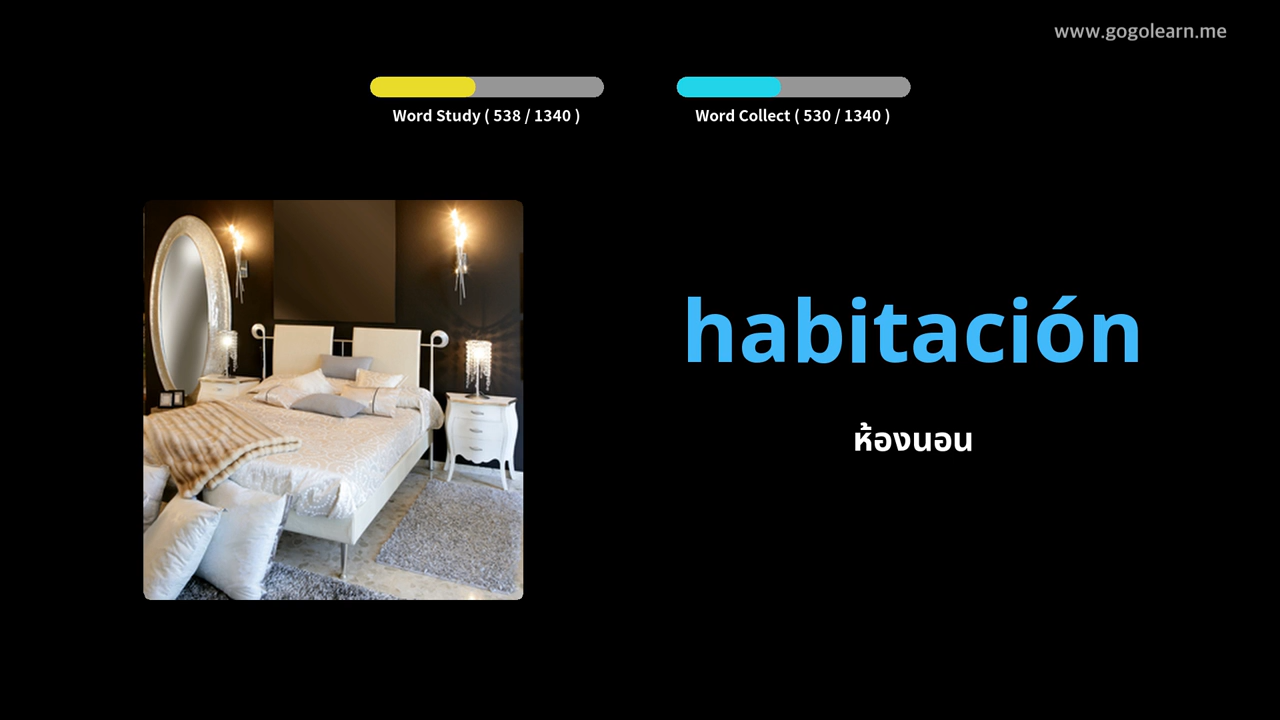 www.gogolearn.me
Word Study ( 538 / 1340 )
Word Collect ( 530 / 1340 )
habitación
ห้องนอน